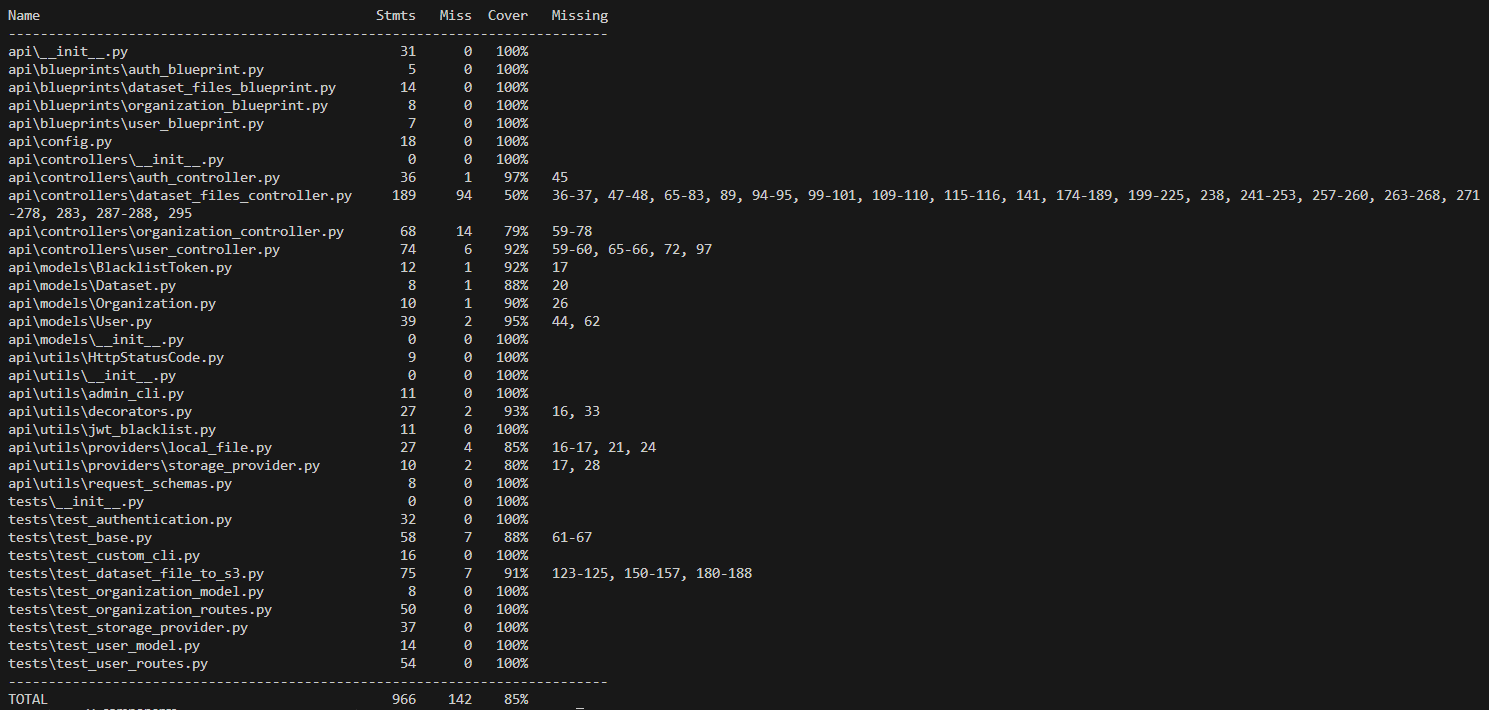 Name                                          Stmts   Miss  Cover   Missing
---------------------------------------------------------------------------
api\__init__.py                                  31      0   100%
api\blueprints\auth_blueprint.py                  5      0   100%
api\blueprints\dataset_files_blueprint.py        14      0   100%
api\blueprints\organization_blueprint.py          8      0   100%
api\blueprints\user_blueprint.py                  7      0   100%
api\config.py                                    18      0   100%
api\controllers\__init__.py                       0      0   100%
api\controllers\auth_controller.py               36      1    97%   45
api\controllers\dataset_files_controller.py     189     94    50%   36-37, 47-48, 65-83, 89, 94-95, 99-101, 109-110, 115-116, 141, 174-189, 199-225, 238, 241-253, 257-260, 263-268, 271
-278, 283, 287-288, 295
api\controllers\organization_controller.py       68     14    79%   59-78
api\controllers\user_controller.py               74      6    92%   59-60, 65-66, 72, 97
api\models\BlacklistToken.py                     12      1    92%   17
api\models\Dataset.py                             8      1    88%   20
api\models\Organization.py                       10      1    90%   26
api\models\User.py                               39      2    95%   44, 62
api\models\__init__.py                            0      0   100%
api\utils\HttpStatusCode.py                       9      0   100%
api\utils\__init__.py                             0      0   100%
api\utils\admin_cli.py                           11      0   100%
api\utils\decorators.py                          27      2    93%   16, 33
api\utils\jwt_blacklist.py                       11      0   100%
api\utils\providers\local_file.py                27      4    85%   16-17, 21, 24
api\utils\providers\storage_provider.py          10      2    80%   17, 28
api\utils\request_schemas.py                      8      0   100%
tests\__init__.py                                 0      0   100%
tests\test_authentication.py                     32      0   100%
tests\test_base.py                               58      7    88%   61-67
tests\test_custom_cli.py                         16      0   100%
tests\test_dataset_file_to_s3.py                 75      7    91%   123-125, 150-157, 180-188
tests\test_organization_model.py                  8      0   100%
tests\test_organization_routes.py                50      0   100%
tests\test_storage_provider.py                   37      0   100%
tests\test_user_model.py                         14      0   100%
tests\test_user_routes.py                        54      0   100%
---------------------------------------------------------------------------
TOTAL                                           966    142    85%